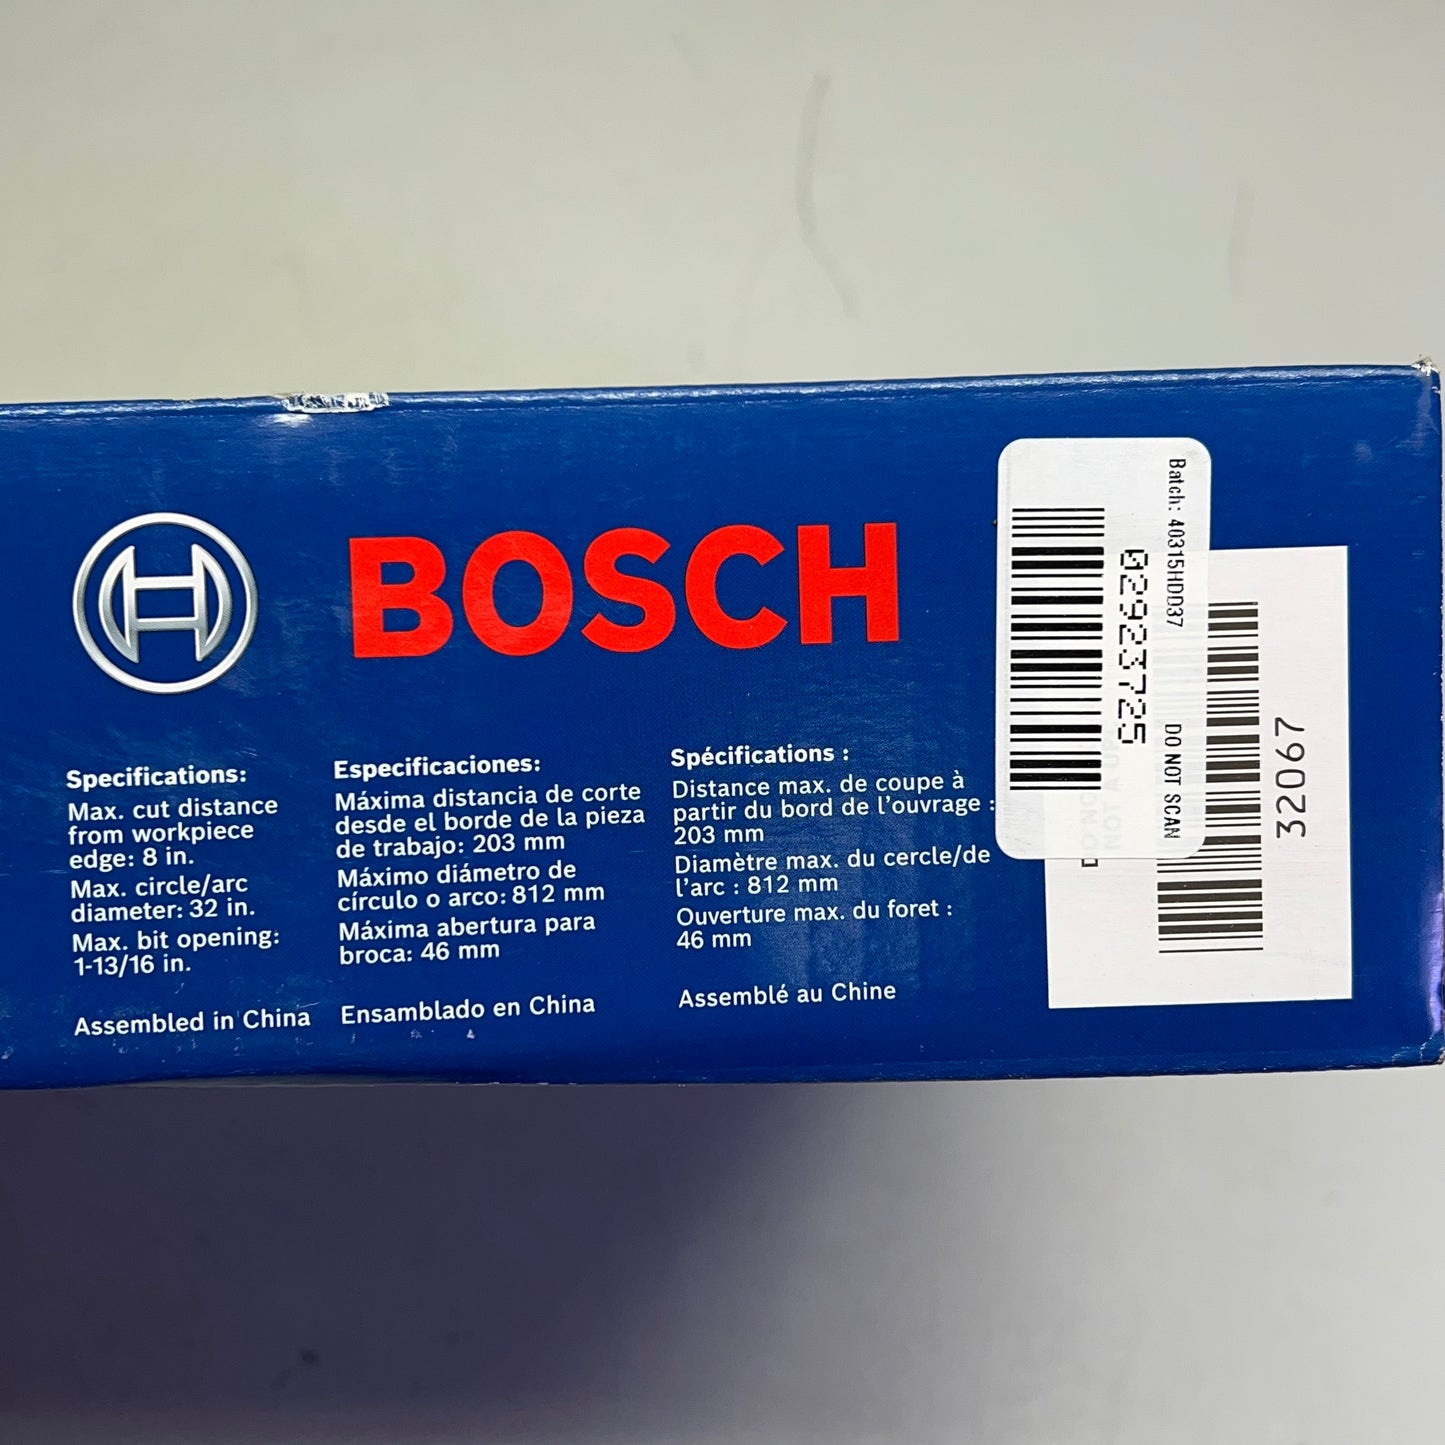 BOSCH
Specifications:
Max. cut distance
from workpiece
edge: 8 in.
Max. circle/arc
diameter: 32 in.
Max. bit opening:
1-13/16 in.
Assembled in China
Especificaciones:
Máxima distancia de corte
desde el borde de la pieza
de trabajo: 203 mm
Máximo diámetro de
círculo o arco: 812 mm
Máxima abertura para
broca: 46 mm
Ensamblado en China
Spécifications :
Distance max. de coupe à
partir du bord de l’ouvrage :
203 mm
Diamètre max. du cercle/de
l’arc : 812 mm
Ouverture max. du foret :
46 mm
Assemblé au Chine
Batch: 40315HDD37 DO NOT SCAN
02923725
32067